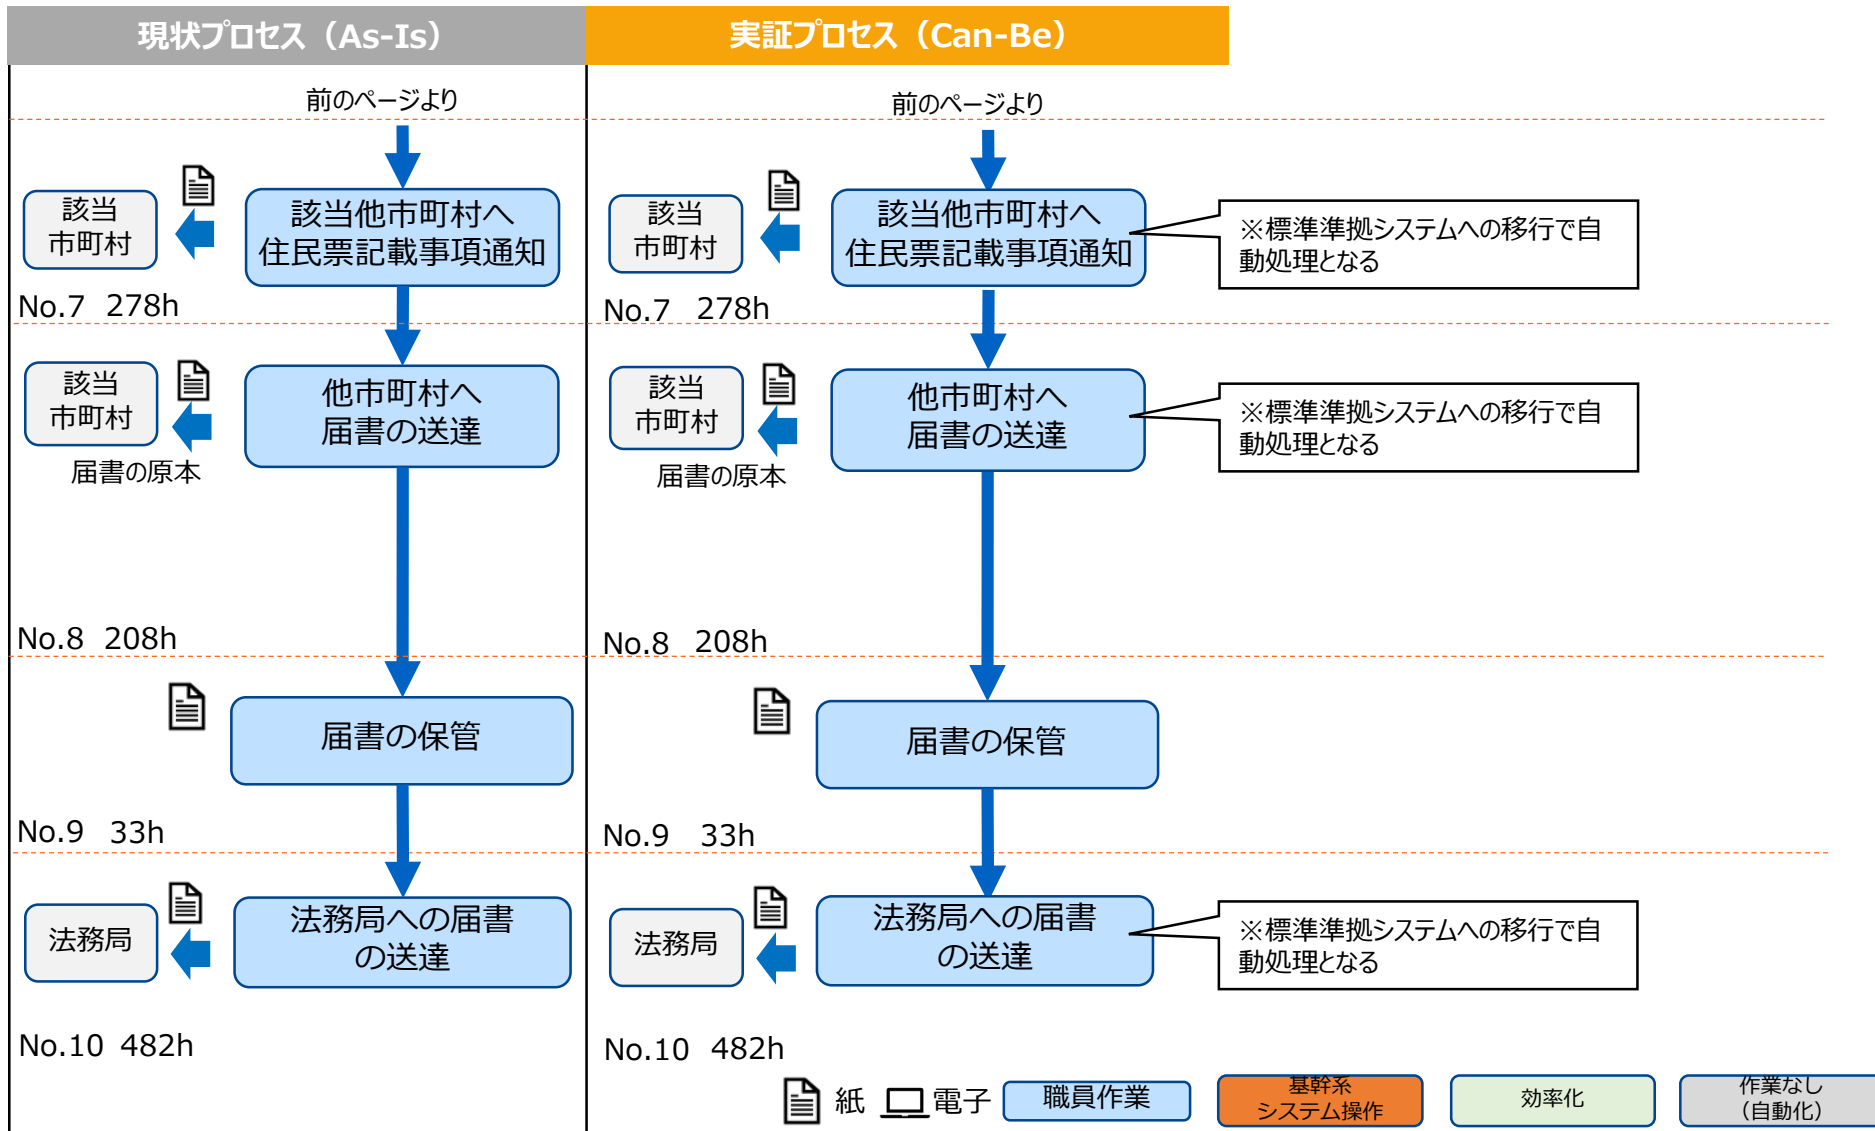 現状プロセス（As-Is）
実証プロセス（Can-Be）
前のページより
該当
市町村
該当他市町村へ
住民票記載事項通知
No.7 278h
該当
市町村
他市町村へ
届書の送達
届書の原本
No.8 208h
届書の保管
No.9 33h
法務局
法務局への届書
の送達
No.10 482h
前のページより
該当
市町村
該当他市町村へ
住民票記載事項通知
※標準準拠システムへの移行で自
動処理となる
No.7 278h
該当
市町村
他市町村へ
届書の送達
※標準準拠システムへの移行で自
動処理となる
届書の原本
No.8 208h
届書の保管
No.9 33h
法務局
法務局への届書
の送達
※標準準拠システムへの移行で自
動処理となる
No.10 482h
紙
電子
職員作業
基幹系
システム操作
効率化
作業なし
（自動化）